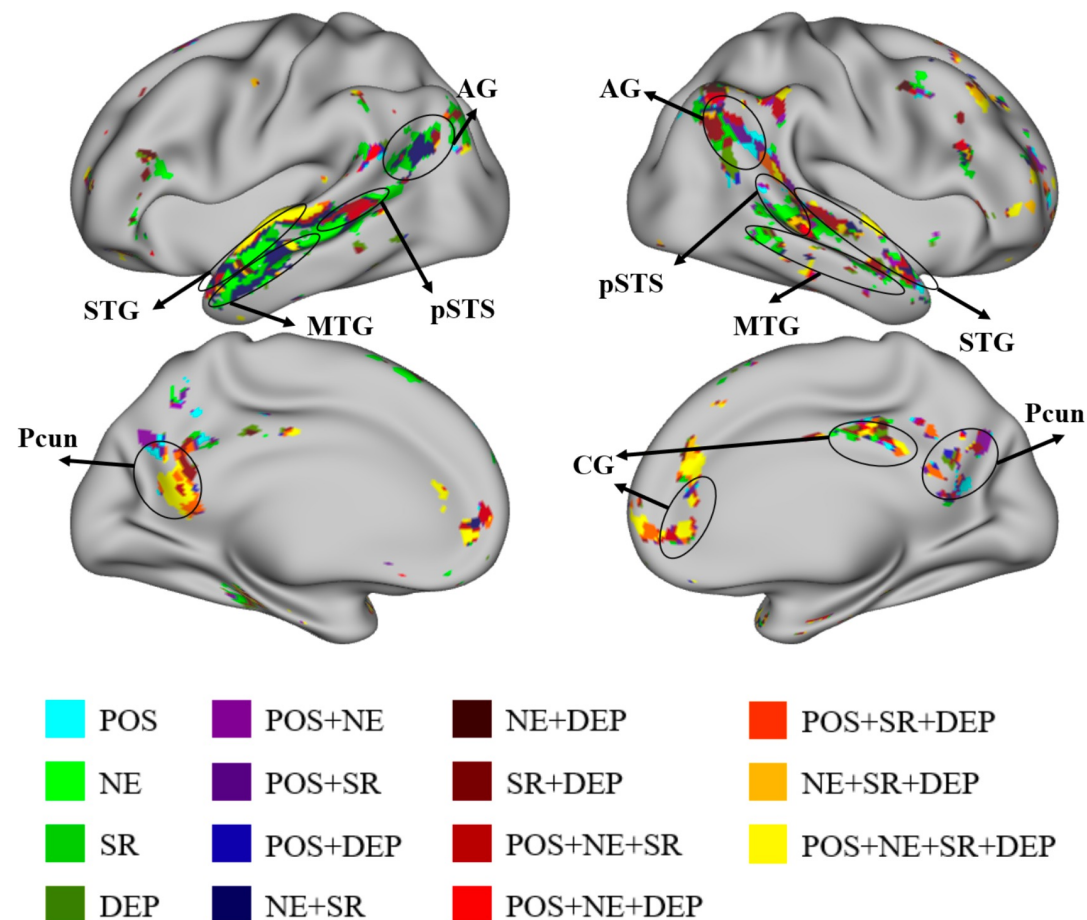 AG
AG
STG
MTG
pSTS
pSTS
MTG
STG
Pcun
CG
Pcun
POS
POS+NE
NE+DEP
POS+SR+DEP
NE
POS+SR
SR+DEP
NE+SR+DEP
SR
POS+DEP
POS+NE+SR
POS+NE+SR+DEP
DEP
NE+SR
POS+NE+DEP